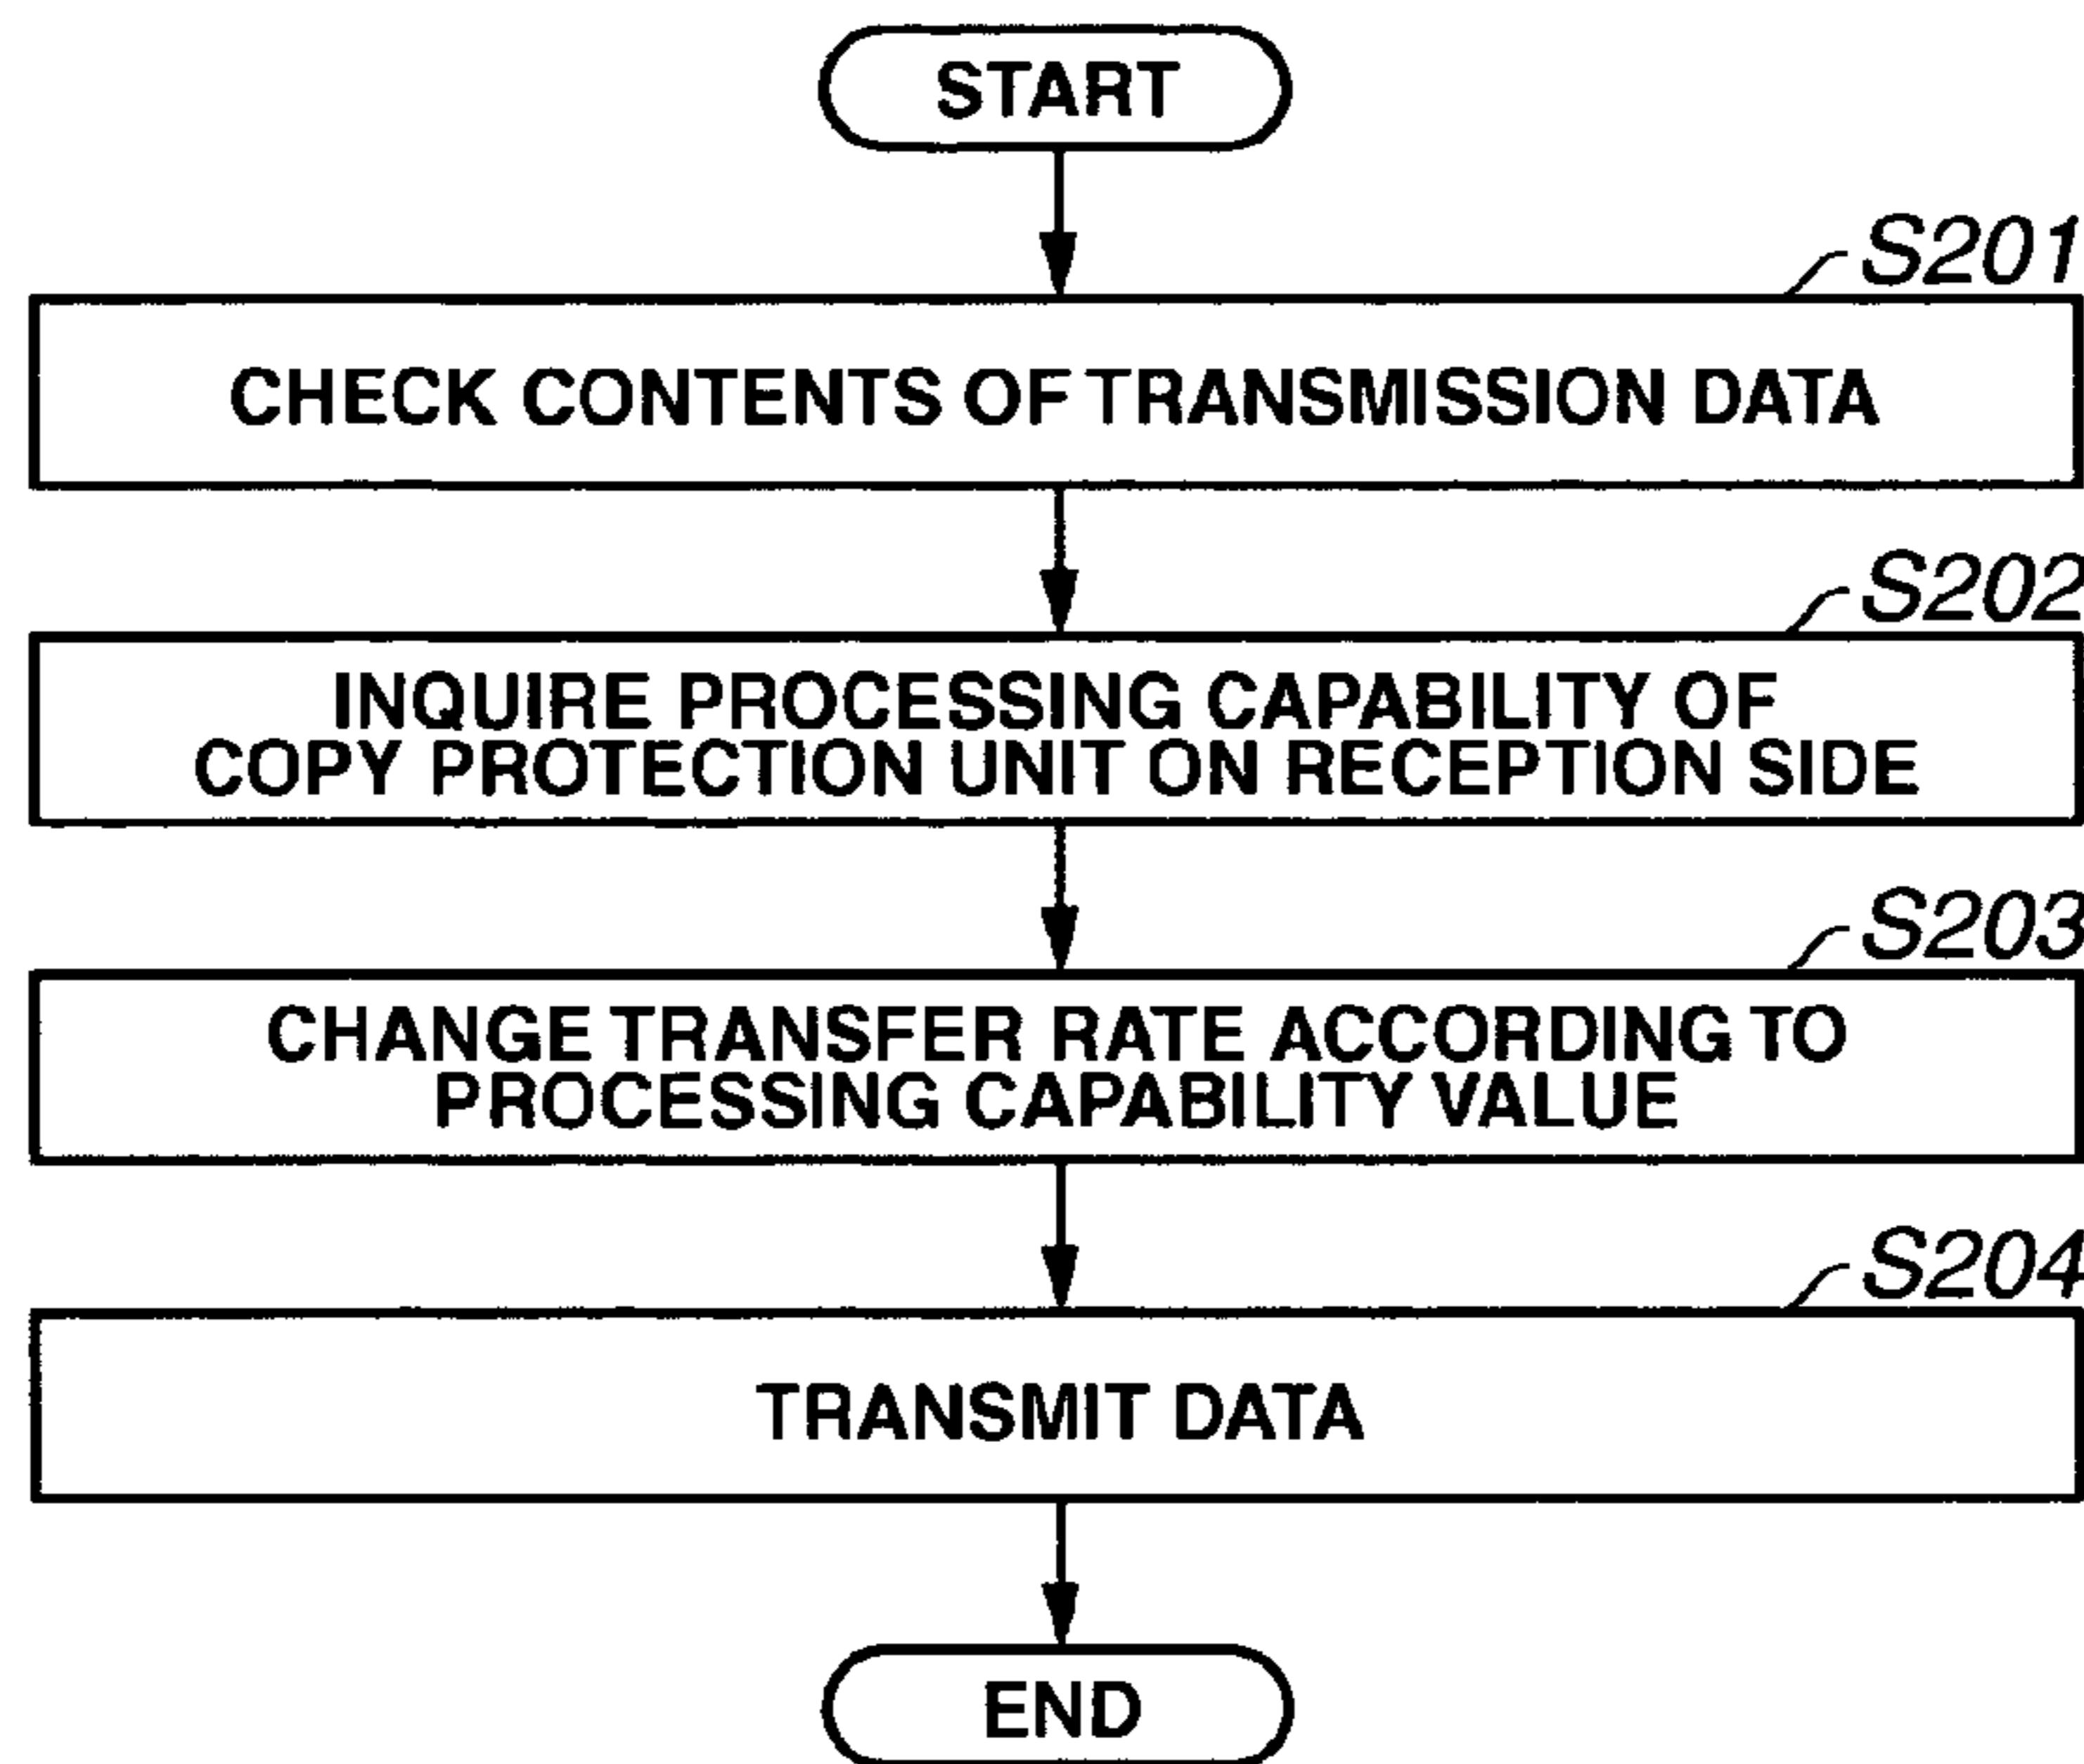 START
S201
CHECK CONTENTS OF TRANSMISSION DATA
S202
INQUIRE PROCESSING CAPABILITY OF
COPY PROTECTION UNIT ON RECEPTION SIDE
S203
CHANGE TRANSFER RATE ACCORDING TO
PROCESSING CAPABILITY VALUE
S204
TRANSMIT DATA
END